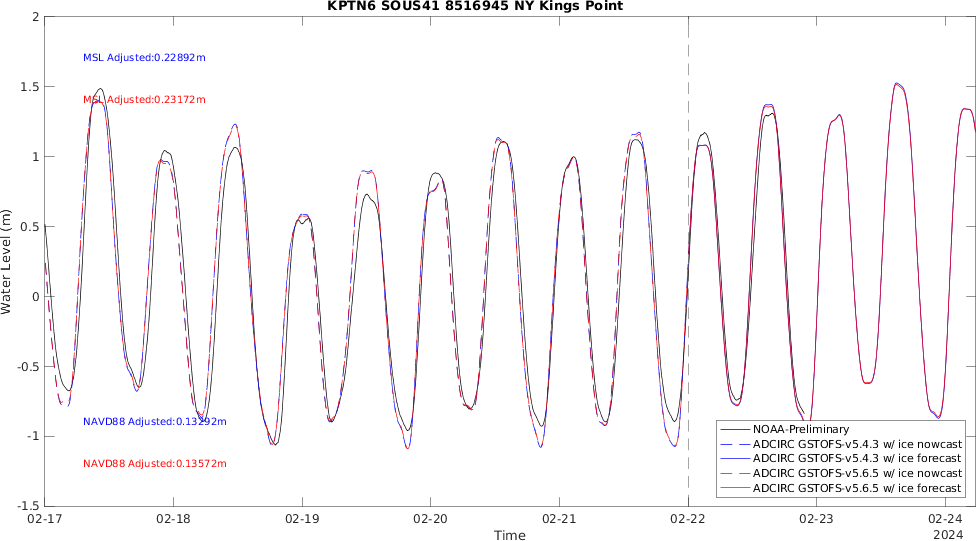 KPTN6 SOUS41 8516945 NY Kings Point
2
1.5
1
0.5
0
-0.5
-1
-1.5
Water Level (m)
MSL Adjusted:0.22892m
MSL Adjusted:0.23172m
NAVD88 Adjusted:0.13292m
NAVD88 Adjusted:0.13572m
NOAA-Preliminary
ADCIRC GSTOFS-v5.4.3 w/ ice nowcast
ADCIRC GSTOFS-v5.4.3 w/ ice forecast
ADCIRC GSTOFS-v5.6.5 w/ ice nowcast
ADCIRC GSTOFS-v5.6.5 w/ ice forecast
02-17 02-18 02-19 02-20 02-21 02-22 02-23 02-24
Time
2024